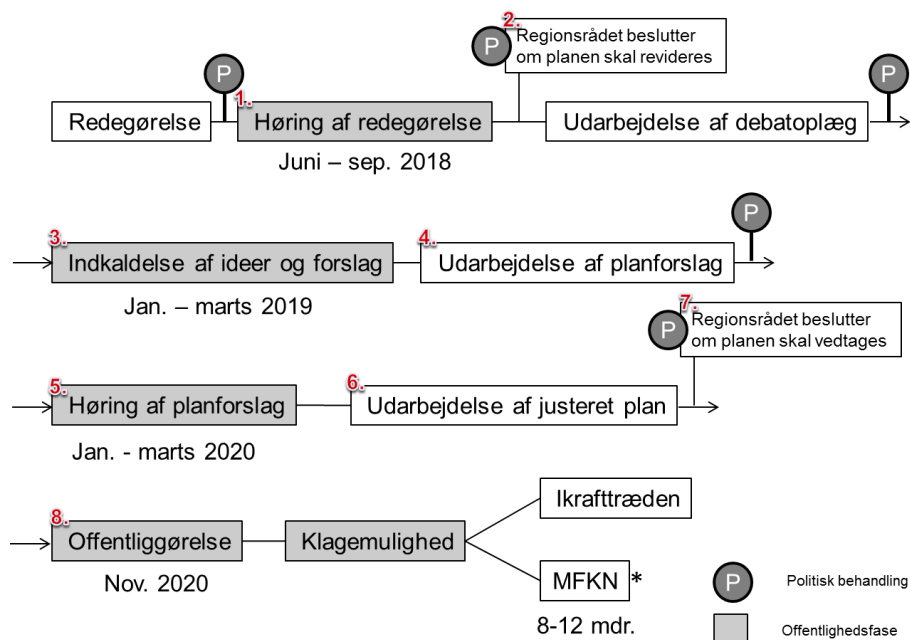 2.
Regionsrådet beslutter
P
om planen skal revideres
P
P
1.
Redegørelse
Høring af redegørelse
Udarbejdelse af debatoplæg
Juni – sep. 2018
P
3.
4.
Indkaldelse af ideer og forslag
Udarbejdelse af planforslag
Jan. – marts 2019
7.
Regionsrådet beslutter
P
om planen skal vedtages
5.
6.
Høring af planforslag
Udarbejdelse af justeret plan
Jan. - marts 2020
Ikrafttræden
8.
Offentliggørelse
Klagemulighed
Nov. 2020
MFKN *
8-12 mdr.
P
Politisk behandling
Offentlighedsfase